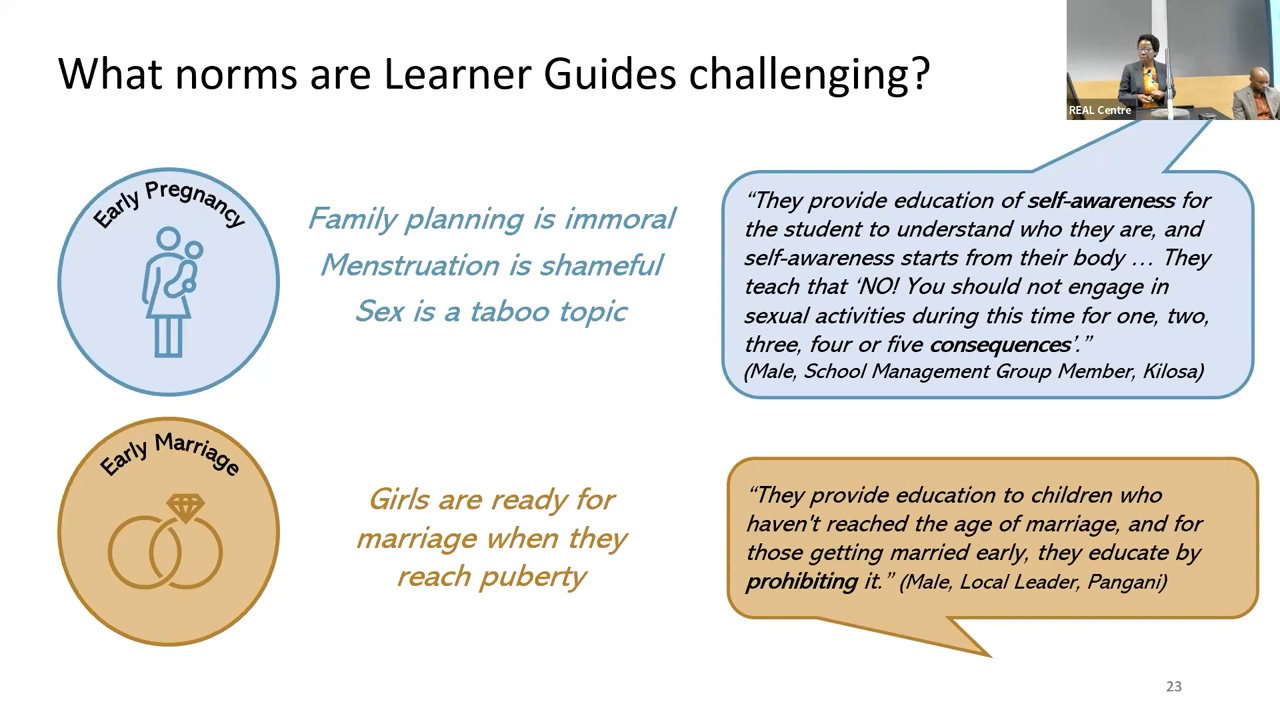 What norms are Learner Guides challenging?
REAL Centre
Early Pregnancy
Family planning is immoral
Menstruation is shameful
Sex is a taboo topic
“They provide education of self-awareness for
the student to understand who they are, and
self-awareness starts from their body … They
teach that ‘NO! You should not engage in
sexual activities during this time for one, two,
three, four or five consequences’.”
(Male, School Management Group Member, Kilosa)
Early Marriage
Girls are ready for
marriage when they
reach puberty
“They provide education to children who
haven't reached the age of marriage, and for
those getting married early, they educate by
prohibiting it.” (Male, Local Leader, Pangani)
23